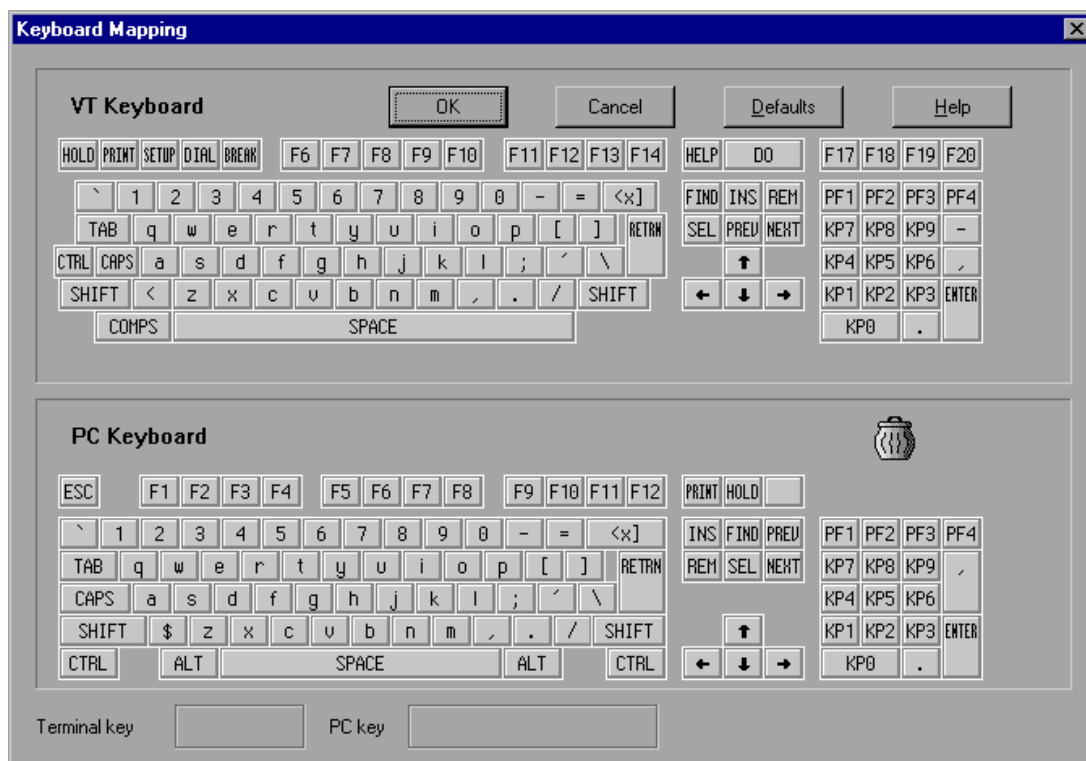 Keyboard Mapping
VT Keyboard OK Cancel Defaults Help
HOLD PRINT SETUP DIAL BREAK F6 F7 F8 F9 F10 F11 F12 F13 F14 HELP DO F17 F18 F19 F20
` 1 2 3 4 5 6 7 8 9 0 - = <x] FIND INS REM PF1 PF2 PF3 PF4
TAB q w e r t y u i o p [ ] RETRN SEL PREV NEXT KP7 KP8 KP9 -
CTRL CAPS a s d f g h j k l ; ´ \ ↑ KP4 KP5 KP6 ,
SHIFT < z x c v b n m , . / SHIFT ← ↓ → KP1 KP2 KP3 ENTER
COMPS SPACE KP0 .
PC Keyboard
ESC F1 F2 F3 F4 F5 F6 F7 F8 F9 F10 F11 F12 PRINT HOLD
` 1 2 3 4 5 6 7 8 9 0 - = <x] INS FIND PREV PF1 PF2 PF3 PF4
TAB q w e r t y u i o p [ ] RETRN REM SEL NEXT KP7 KP8 KP9 ,
CAPS a s d f g h j k l ; ´ \ KP4 KP5 KP6
SHIFT $ z x c v b n m , . / SHIFT ↑ KP1 KP2 KP3 ENTER
CTRL ALT SPACE ALT CTRL ← ↓ → KP0 .
Terminal key PC key